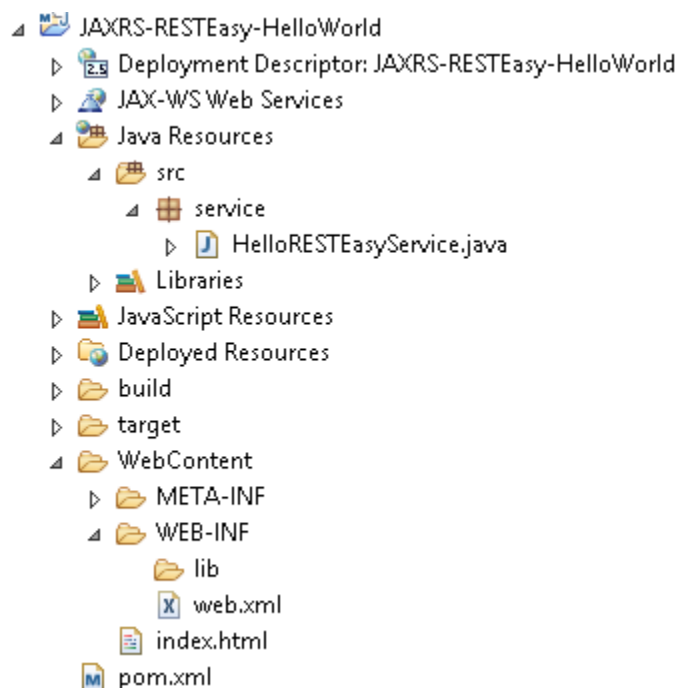 JAXRS-RESTEasy-HelloWorld
Deployment Descriptor: JAXRS-RESTEasy-HelloWorld
JAX-WS Web Services
Java Resources
src
service
HelloRESTEasyService.java
Libraries
JavaScript Resources
Deployed Resources
build
target
WebContent
META-INF
WEB-INF
lib
web.xml
index.html
pom.xml